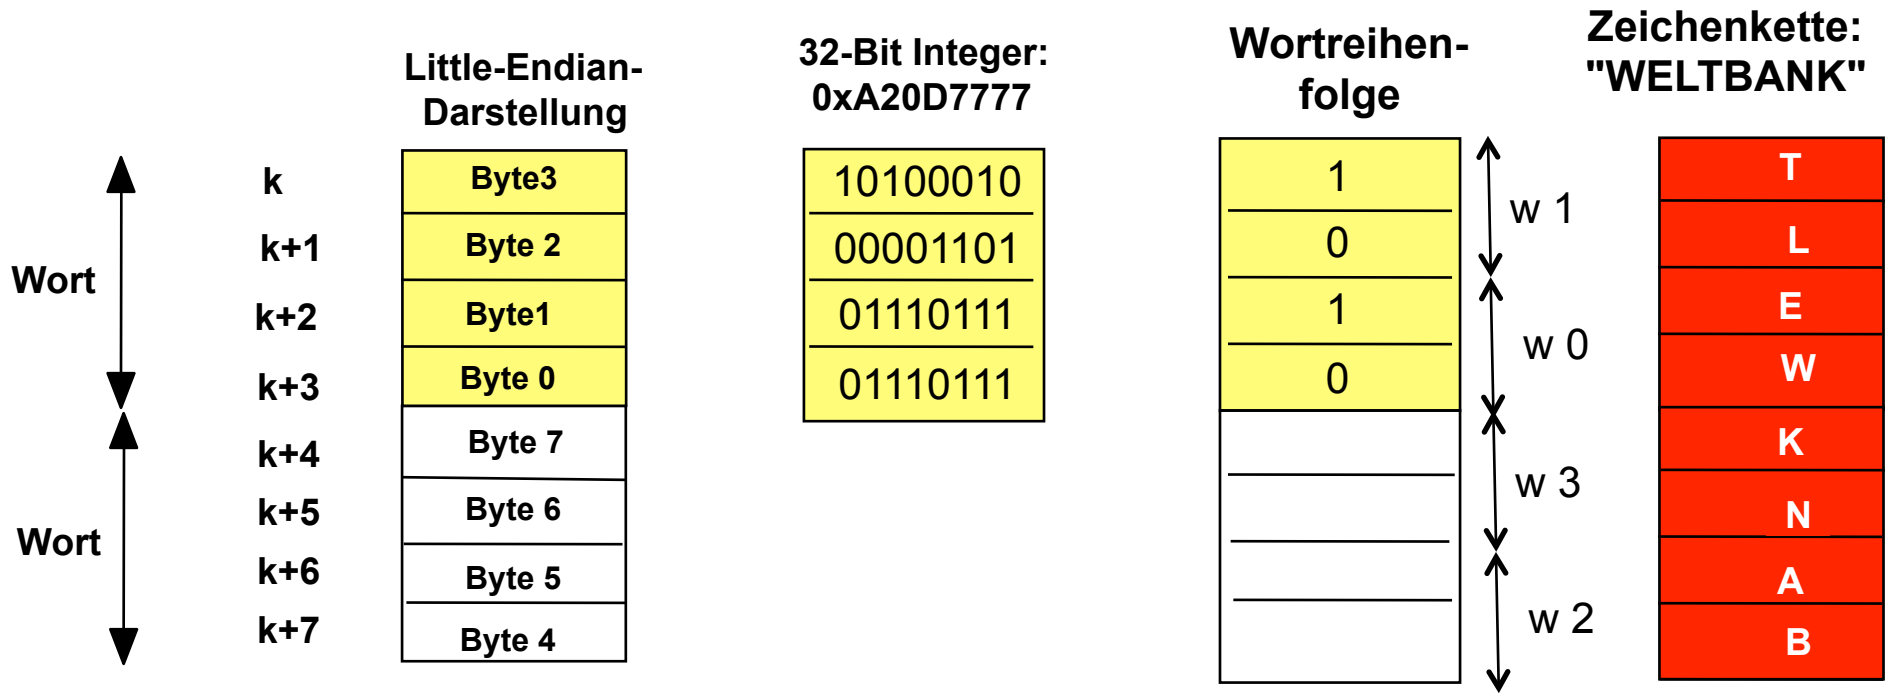 Little-Endian-
Darstellung
32-Bit Integer:
0xA20D7777
Wortreihen-
folge
Zeichenkette:
"WELTBANK"
Wort
Wort
k
k+1
k+2
k+3
k+4
k+5
k+6
k+7
Byte3
Byte 2
Byte1
Byte 0
Byte 7
Byte 6
Byte 5
Byte 4
10100010
00001101
01110111
01110111
1
0
1
0
w 1
w 0
w 3
w 2
T
L
E
W
K
N
A
B